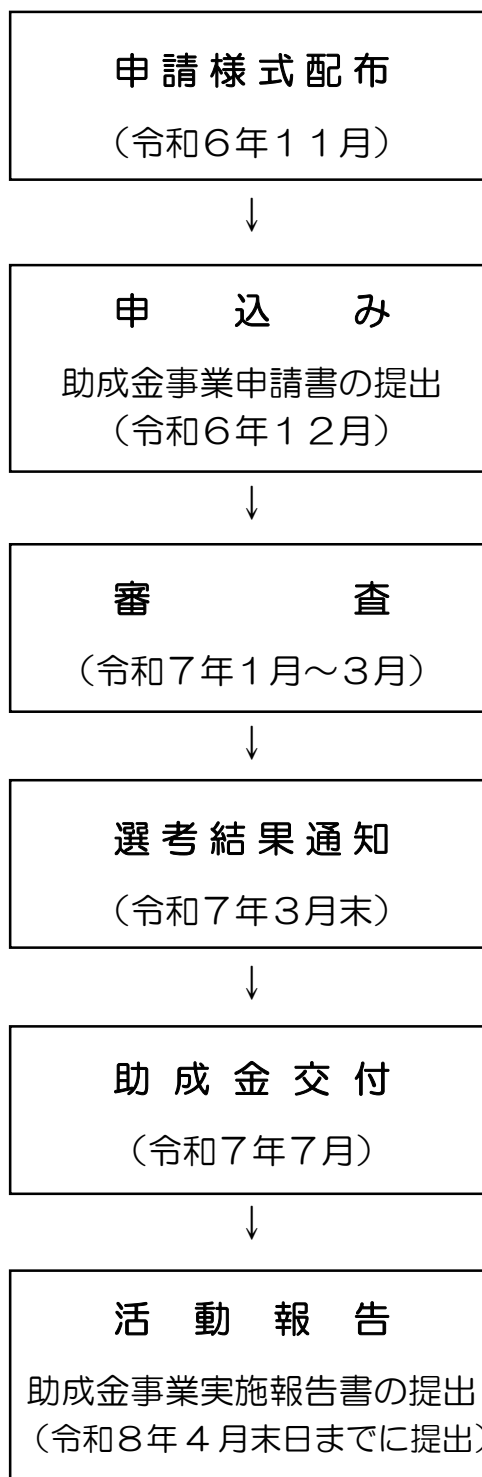 申請様式配布
（令和６年１１月）
↓
申込み
助成金事業申請書の提出
（令和６年１２月）
↓
審査
（令和７年１月～３月）
↓
選考結果通知
（令和７年３月末）
↓
助成金交付
（令和７年７月）
↓
活動報告
助成金事業実施報告書の提出
（令和８年４月末日までに提出）